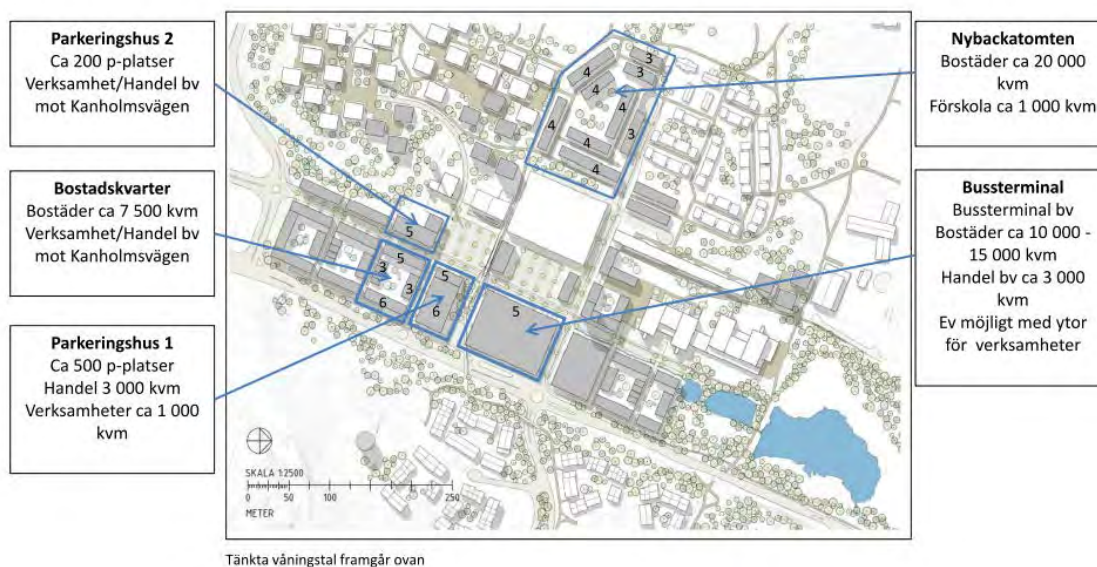 Parkeringshus 2
Ca 200 p-platser
Verksamhet/Handel bv
mot Kanholmsvägen
Bostadskvarter
Bostäder ca 7 500 kvm
Verksamhet/Handel bv
mot Kanholmsvägen
Parkeringshus 1
Ca 500 p-platser
Handel 3 000 kvm
Verksamheter ca 1 000
kvm
3
3
4
4
4
4
4
3
4
4
5
5
3
3
6
5
6
5
SKALA 1:2500
0 50 100 250
METER
Nybackatomten
Bostäder ca 20 000
kvm
Förskola ca 1 000 kvm
Bussterminal
Bussterminal bv
Bostäder ca 10 000 -
15 000 kvm
Handel bv ca 3 000
kvm
Ev möjligt med ytor
för verksamheter
Tänkta våningstal framgår ovan